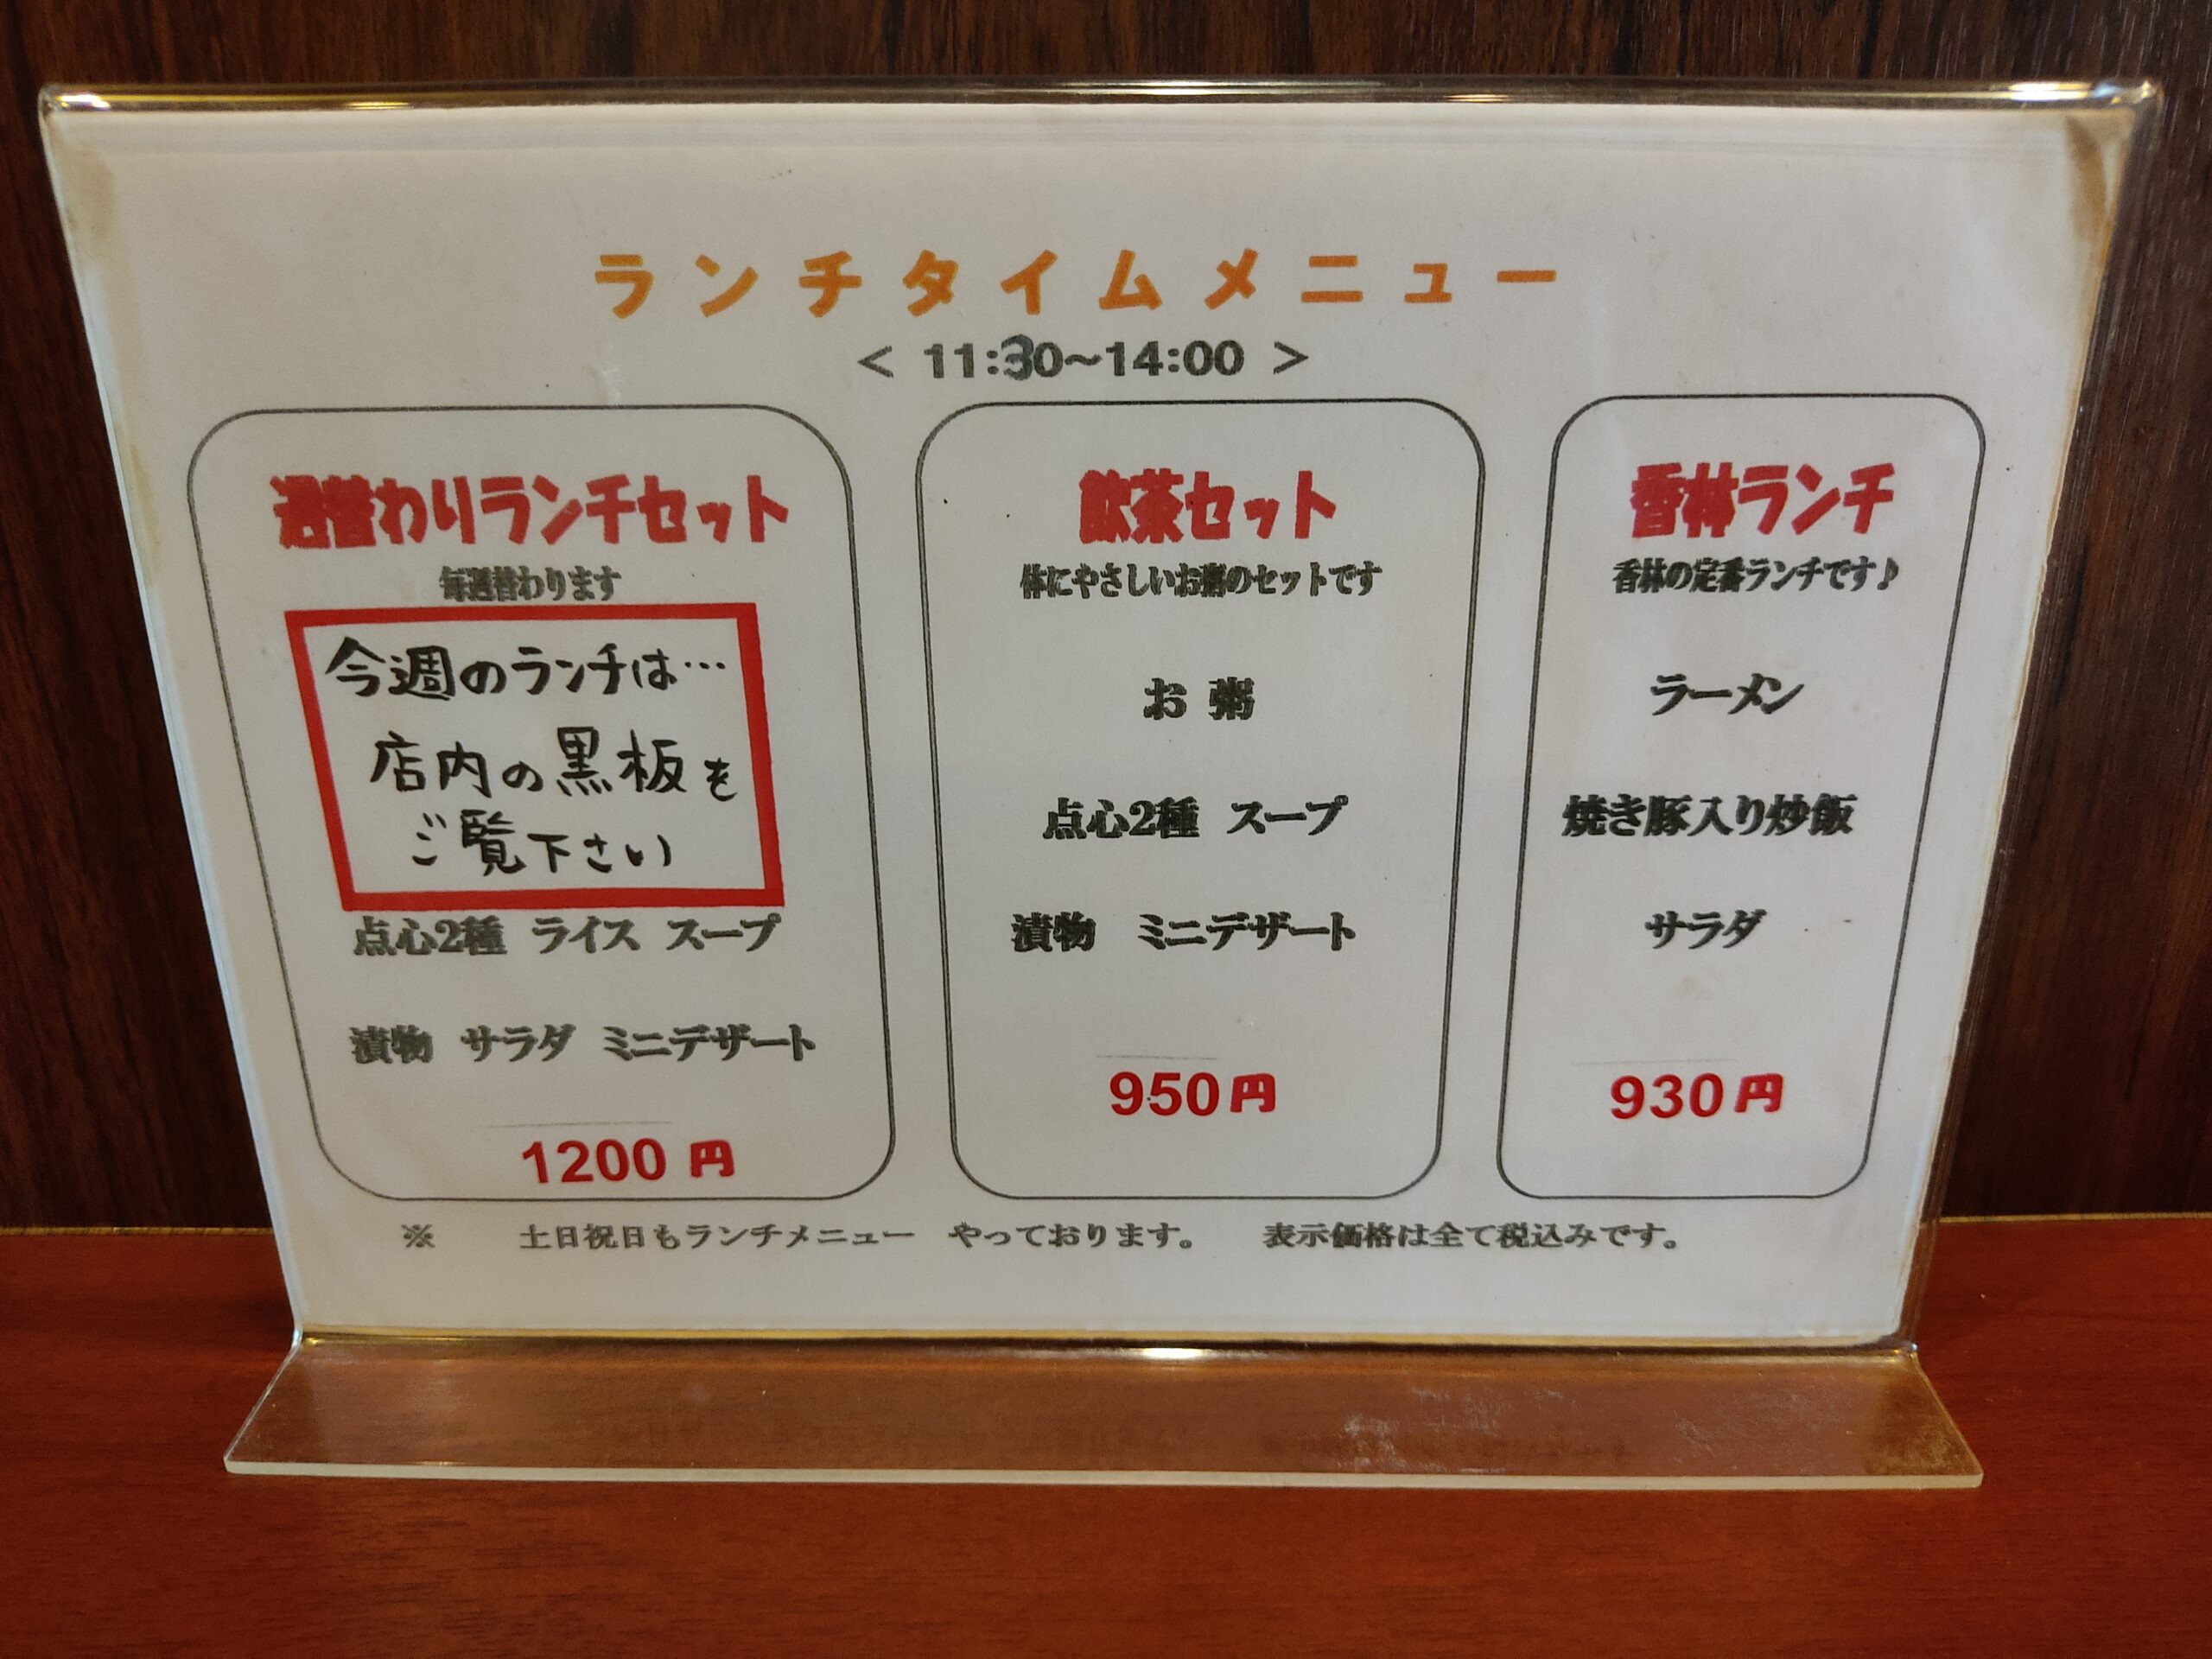 ランチタイムメニュー
< 11:30～14:00 >
週替わりランチセット
毎週替わります
今週のランチは…
店内の黒板を
ご覧下さい
点心2種 ライス スープ
漬物 サラダ ミニデザート
1200 円
飲茶セット
体にやさしいお粥のセットです
お 粥
点心2種 スープ
漬物 ミニデザート
950円
香林ランチ
香林の定番ランチです♪
ラーメン
焼き豚入り炒飯
サラダ
930円
※ 土日祝日もランチメニュー やっております。 表示価格は全て税込みです。